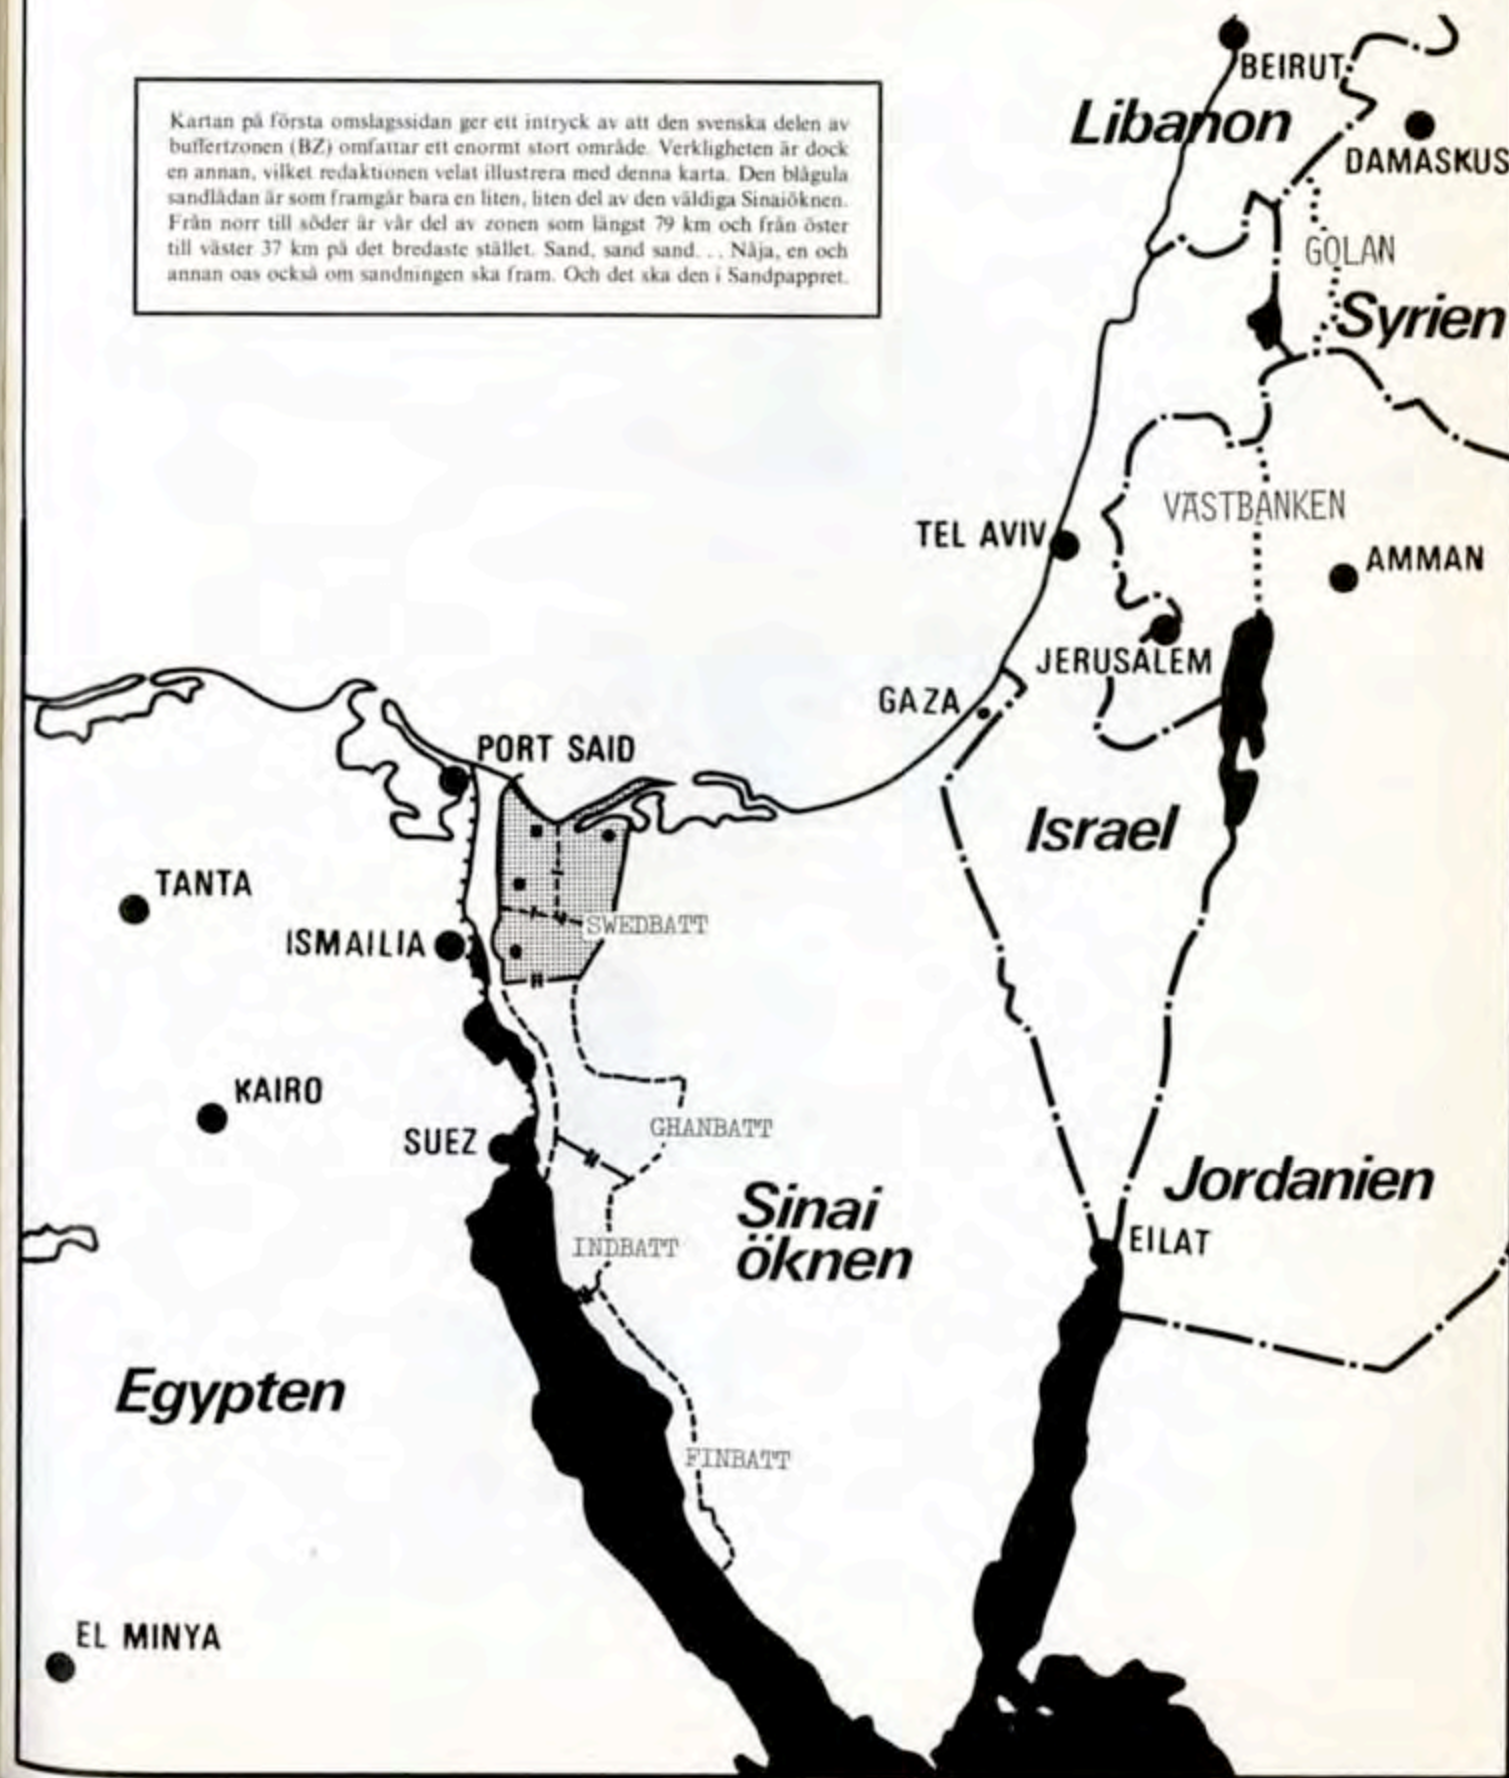 Kartan på första omslagssidan ger ett intryck av att den svenska delen av
buffertzonen (BZ) omfattar ett enormt stort område. Verkligheten är dock
en annan, vilket redaktionen velat illustrera med denna karta. Den blågula
sandlådan är som framgår bara en liten, liten del av den väldiga Sinaiöknen.
Från norr till söder är vår del av zonen som längst 79 km och från öster
till väster 37 km på det bredaste stället. Sand, sand sand. . . Nåja, en och
annan oas också om sandningen ska fram. Och det ska den i Sandpappret.
BEIRUT
Libanon
DAMASKUS
GOLAN
Syrien
VÄSTBANKEN
TEL AVIV
AMMAN
JERUSALEM
GAZA
PORT SAID
Israel
TANTA
SWEDBATT
ISMAILIA
KAIRO
GHANBATT
SUEZ
Jordanien
Sinai
öknen
EILAT
INDBATT
Egypten
FINBATT
EL MINYA